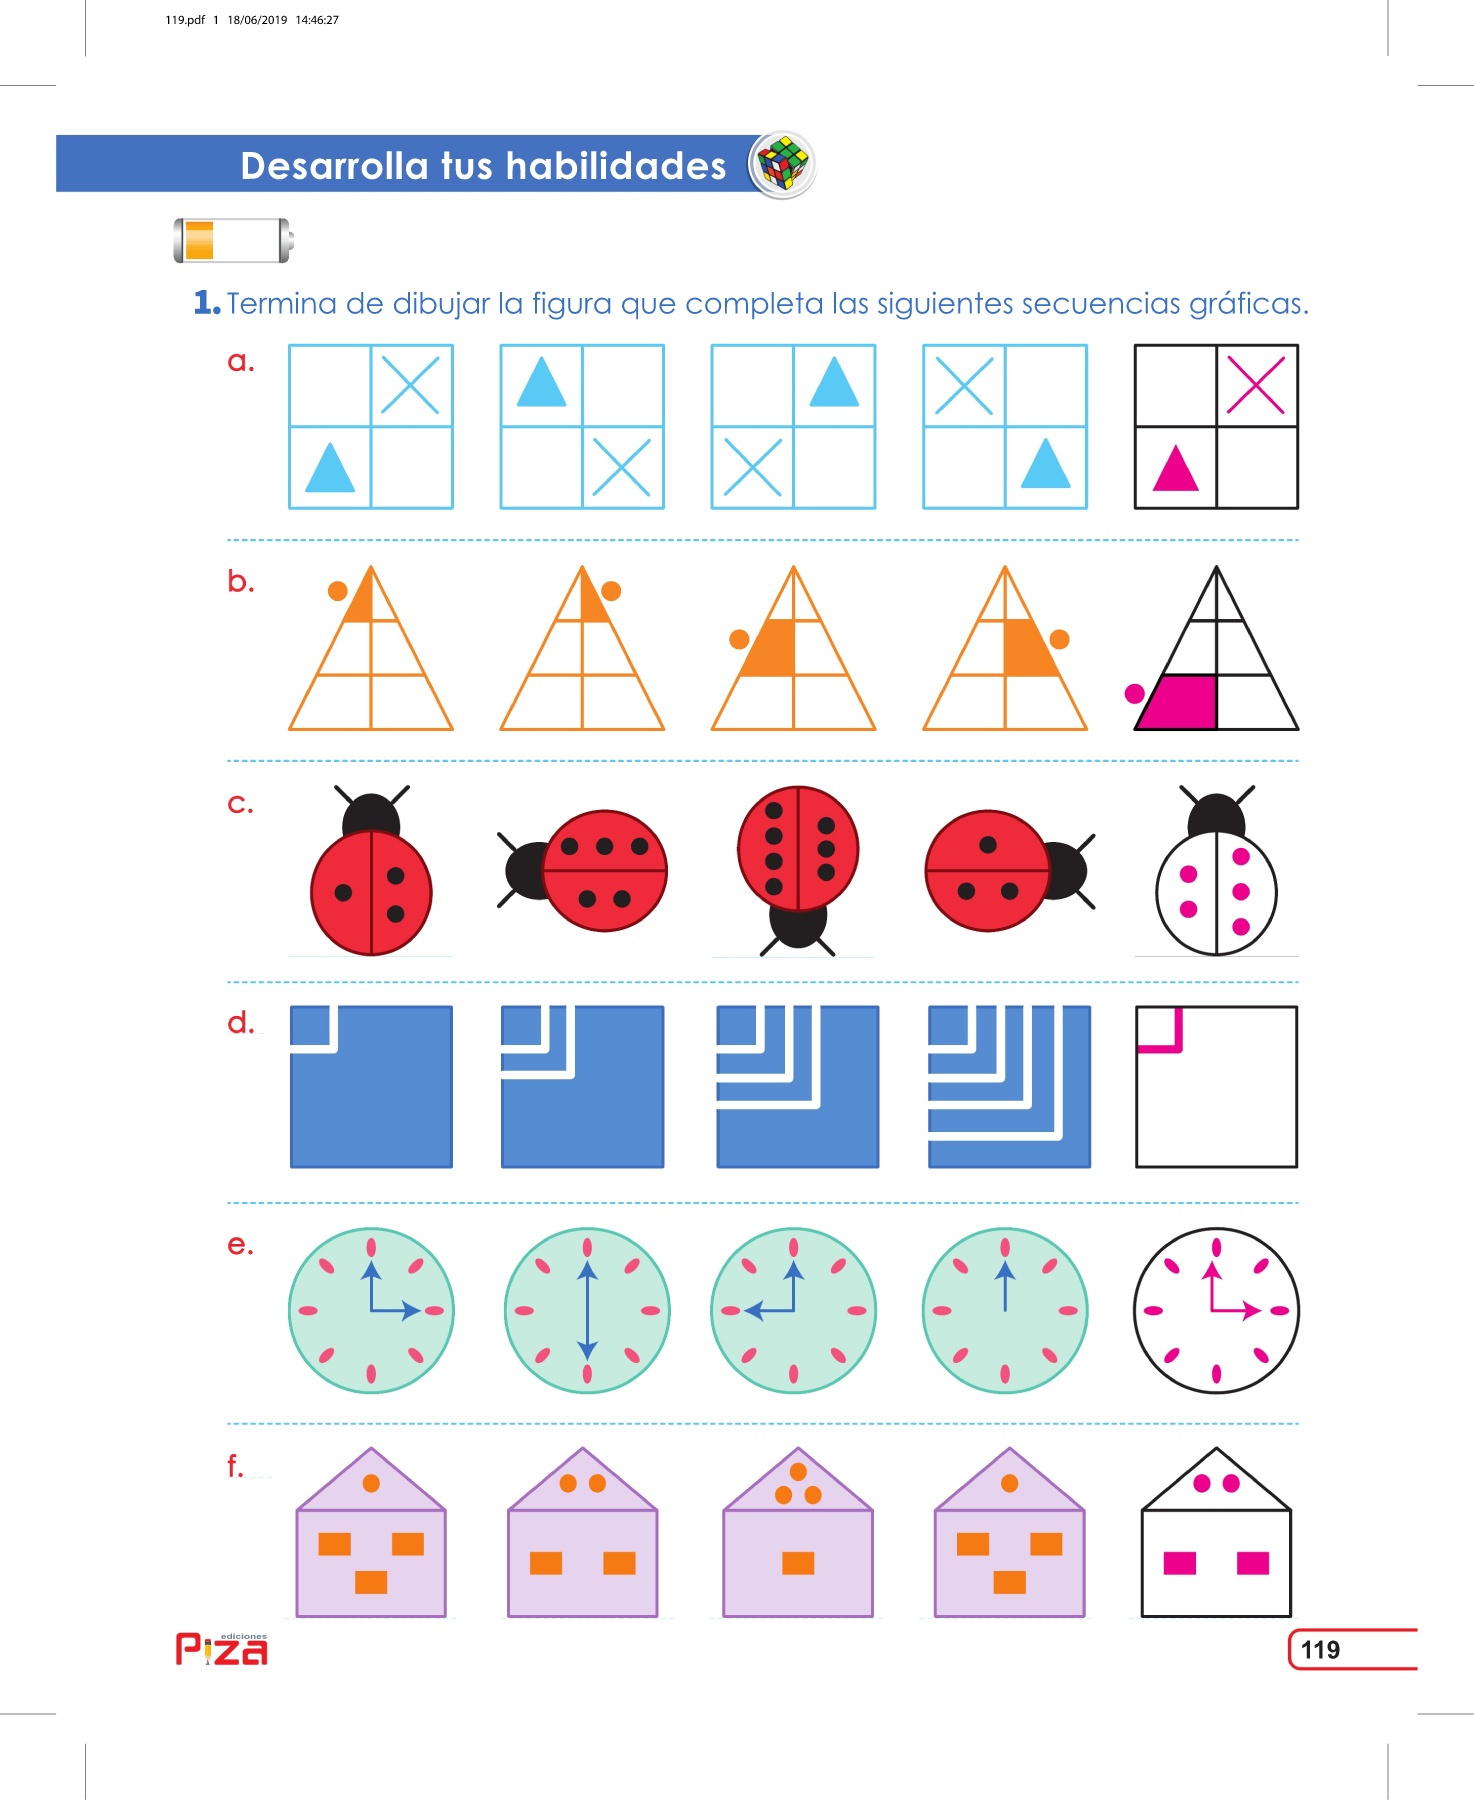 119.pdf 1 18/06/2019 14:46:27
Desarrolla tus habilidades
1. Termina de dibujar la figura que completa las siguientes secuencias gráficas.
a.
b.
c.
d.
e.
f.
ediciones
Piza
119